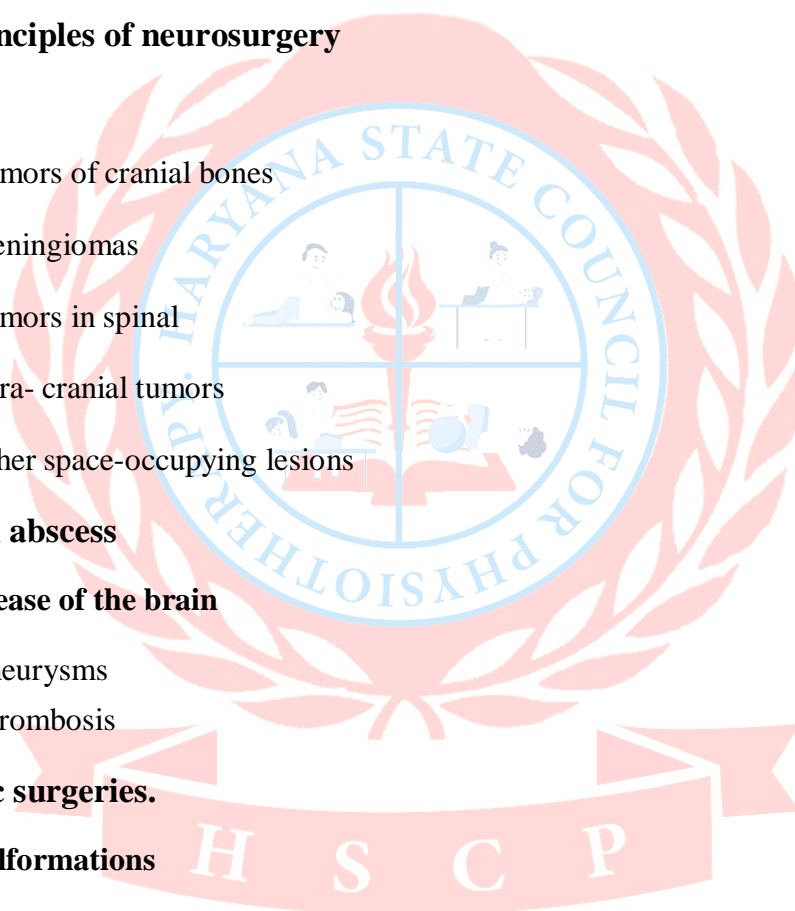 nciples of neurosurgery
mors of cranial bones
eningiomas
mors in spinal
ra- cranial tumors
her space-occupying lesions
abscess
ease of the brain
neurysms
rombosis
c surgeries.
lformations
HARYANA STATE COUNCIL FOR PHYSIOTHERAPY.
H S C P